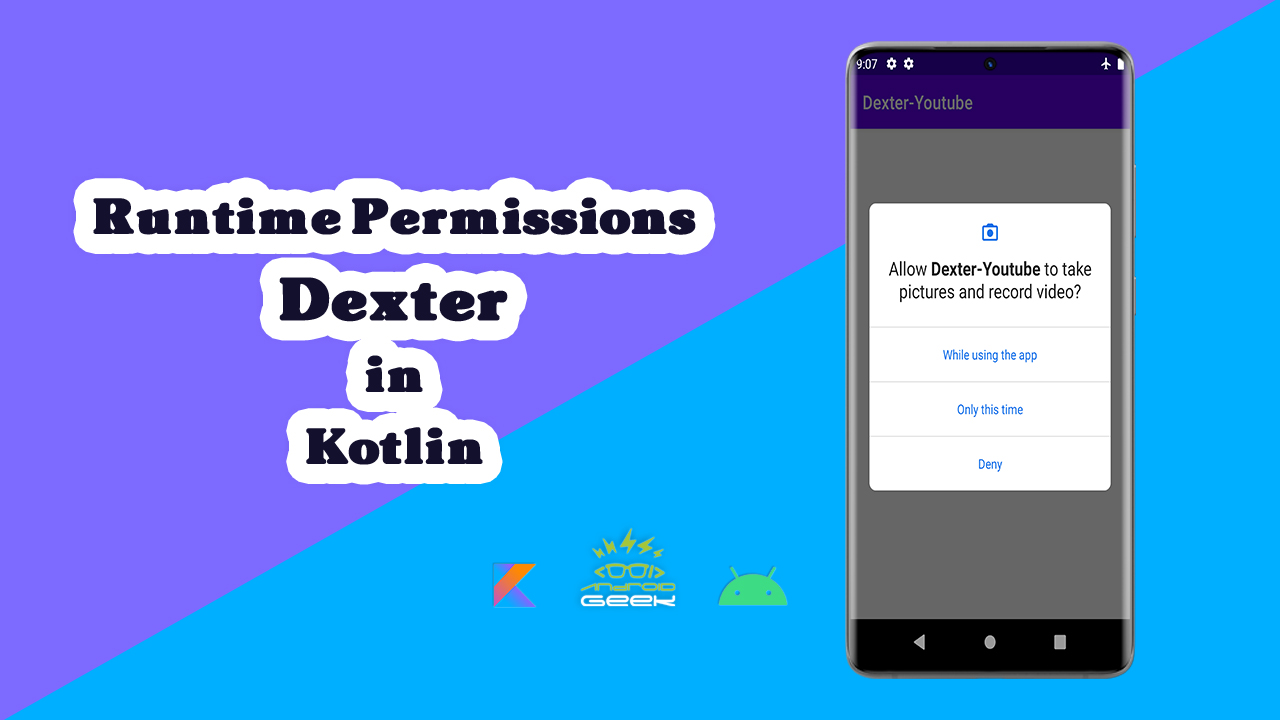 Runtime Permissions
Dexter
in
Kotlin
ANDROID
GEEK
9:07
Dexter-Youtube
Allow Dexter-Youtube to take
pictures and record video?
While using the app
Only this time
Deny